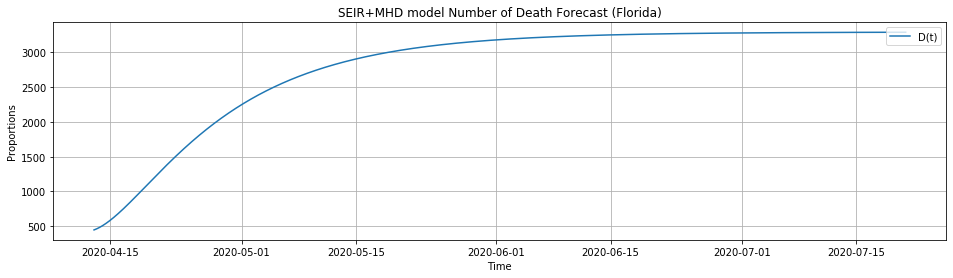 SEIR+MHD model Number of Death Forecast (Florida)
D(t)
Proportions
3000
2500
2000
1500
1000
500
2020-04-15 2020-05-01 2020-05-15 2020-06-01 2020-06-15 2020-07-01 2020-07-15
Time